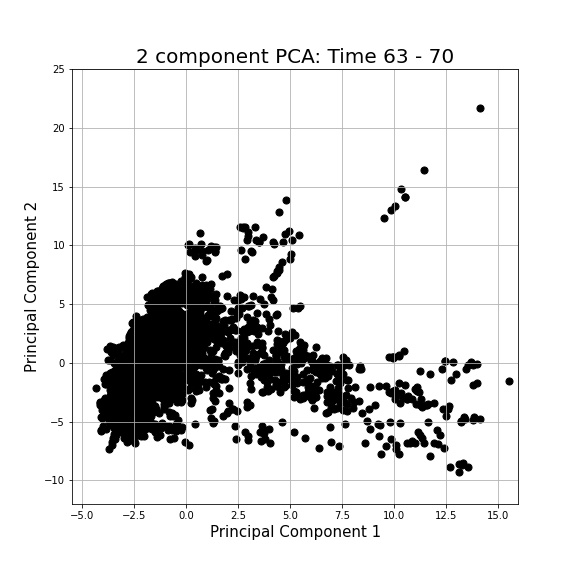 2 component PCA: Time 63 - 70
25
20
15
10
5
0
−5
−10
Principal Component 2
−5.0 −2.5 0.0 2.5 5.0 7.5 10.0 12.5 15.0
Principal Component 1